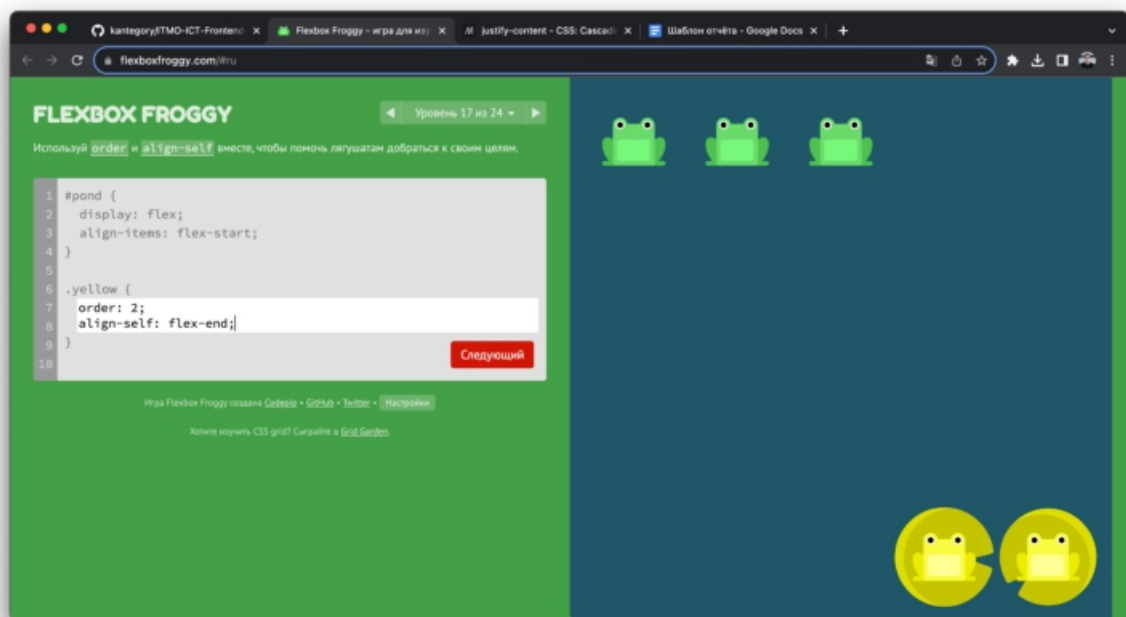 kantegory/ITMO-ICT-Frontend
Flexbox Froggy - игра для изу
justify-content - CSS: Cascadi
Шаблон отчёта - Google Docs
flexboxfroggy.com/#ru
FLEXBOX FROGGY
Уровень 17 из 24
Используй order и align-self вместе, чтобы помочь лягушатам добраться к своим целям.
1 #pond {
2 display: flex;
3 align-items: flex-start;
4 }
5
6 .yellow {
7 order: 2;
8 align-self: flex-end;
9 }
10
Следующий
Игра Flexbox Froggy создана Codepip • GitHub • Twitter • Настройки
Хотите изучить CSS grid? Сыграйте в Grid Garden.